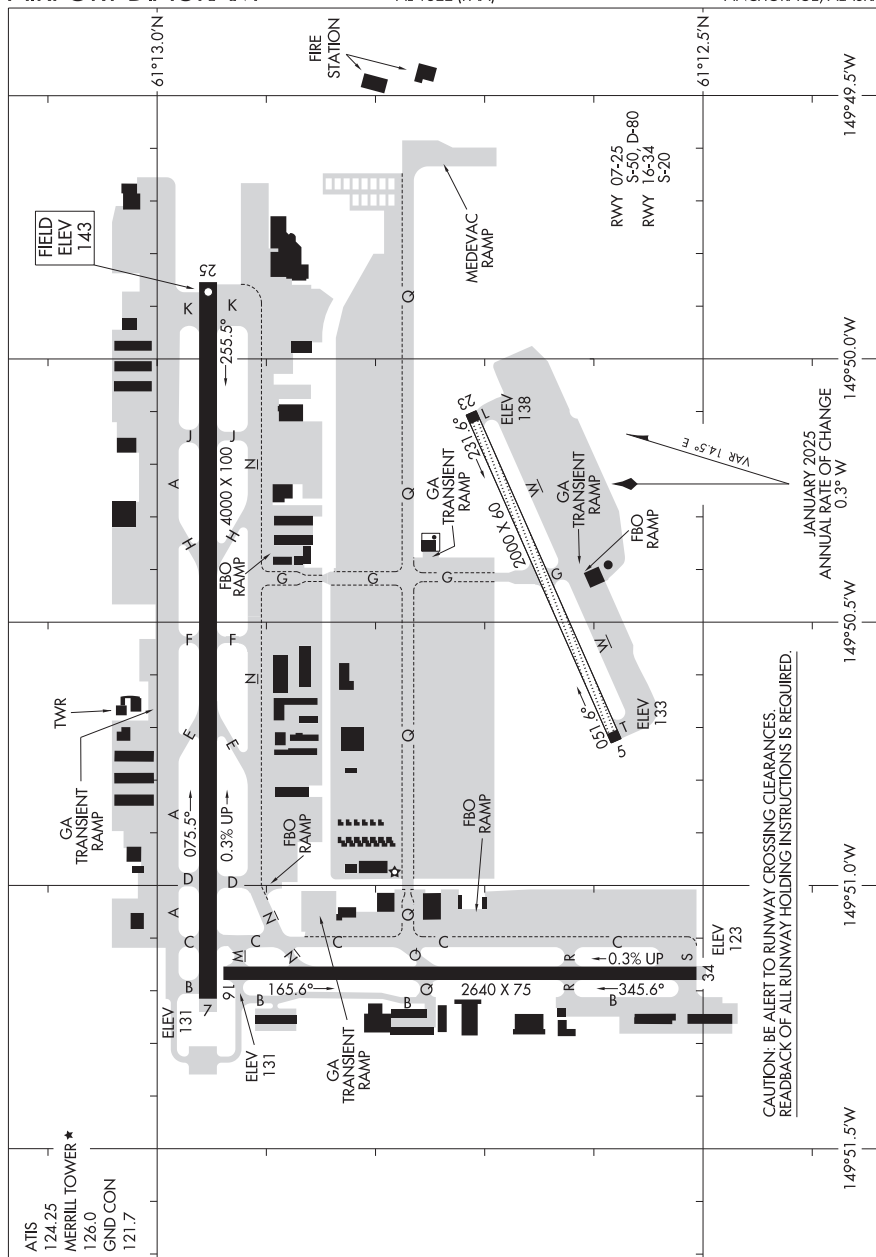 ATIS
124.25
MERRILL TOWER ★
126.0
GND CON
121.7
61°13.0'N
61°12.5'N
149°49.5'W
149°50.0'W
149°50.5'W
149°51.0'W
149°51.5'W
FIRE
STATION
FIELD
ELEV
143
25
K
K
255.5°
J
J
A
4000 X 100
N
H
H
FBO
RAMP
G
G
G
G
F
F
N
TWR
GA
TRANSIENT
RAMP
E
E
A
075.5°
0.3% UP
D
D
FBO
RAMP
A
N
C
C
C
C
C
M
N
B
7
ELEV
131
16
ELEV
131
B
165.6°
GA
TRANSIENT
RAMP
Q
Q
Q
Q
Q
Q
B
2640 X 75
R
R
B
0.3% UP
345.6°
S
34
ELEV
123
FBO
RAMP
MEDEVAC
RAMP
GA
TRANSIENT
RAMP
23
T
ELEV
138
231.6°
2000 X 60
W
W
GA
TRANSIENT
RAMP
FBO
RAMP
051.6°
5
T
ELEV
133
RWY 07-25
S-50, D-80
RWY 16-34
S-20
VAR 14.5° E
JANUARY 2025
ANNUAL RATE OF CHANGE
0.3° W
CAUTION: BE ALERT TO RUNWAY CROSSING CLEARANCES.
READBACK OF ALL RUNWAY HOLDING INSTRUCTIONS IS REQUIRED.